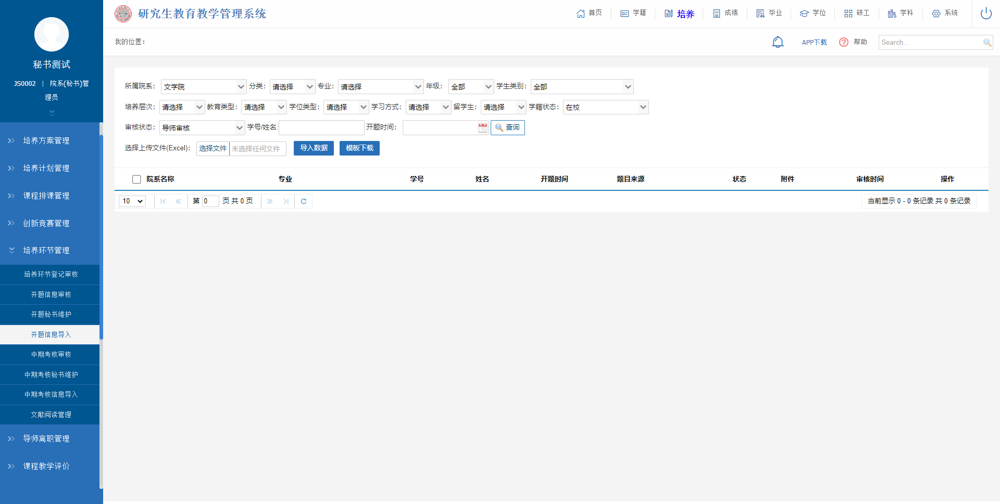 研究生教育教学管理系统
首页 学籍 培养 成绩 毕业 学位 研工 学科 系统
我的位置：
APP下载 帮助 Search...
秘书测试
JS0002 | 院系(秘书)管
理员
培养方案管理
培养计划管理
课程排课管理
创新竞赛管理
培养环节管理
培养环节登记审核
开题信息审核
开题秘书维护
开题信息导入
中期考核审核
中期考核秘书维护
中期考核信息导入
文献阅读管理
导师离职管理
课程教学评价
所属院系： 文学院 分类： 请选择 专业： 请选择 年级： 全部 学生类别： 全部
培养层次： 请选择 教育类型： 请选择 学位类型： 请选择 学习方式： 请选择 留学生： 请选择 学籍状态： 在校
审核状态： 导师审核 学号/姓名: 开题时间： 查询
选择上传文件(Excel)： 选择文件 未选择任何文件 导入数据 模板下载
院系名称 专业 学号 姓名 开题时间 题目来源 状态 附件 审核时间 操作
10 第 0 页 共 0 页 当前显示 0 - 0 条记录 共 0 条记录